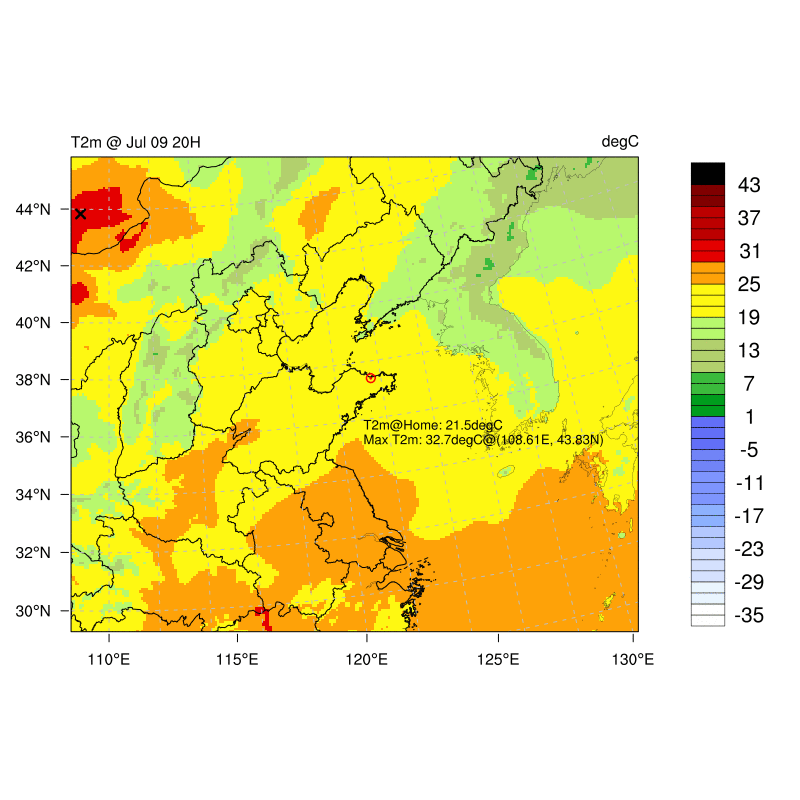 T2m @ Jul 09 20H degC
44°N
42°N
40°N
38°N
36°N
34°N
32°N
30°N
110°E 115°E 120°E 125°E 130°E
T2m@Home: 21.5degC
Max T2m: 32.7degC@(108.61E, 43.83N)
43
37
31
25
19
13
7
1
-5
-11
-17
-23
-29
-35